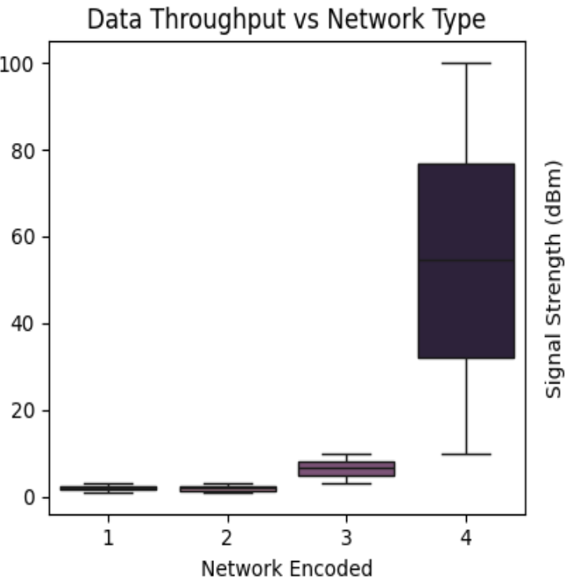 Data Throughput vs Network Type
100
80
60
40
20
0
1 2 3 4
Network Encoded
Signal Strength (dBm)